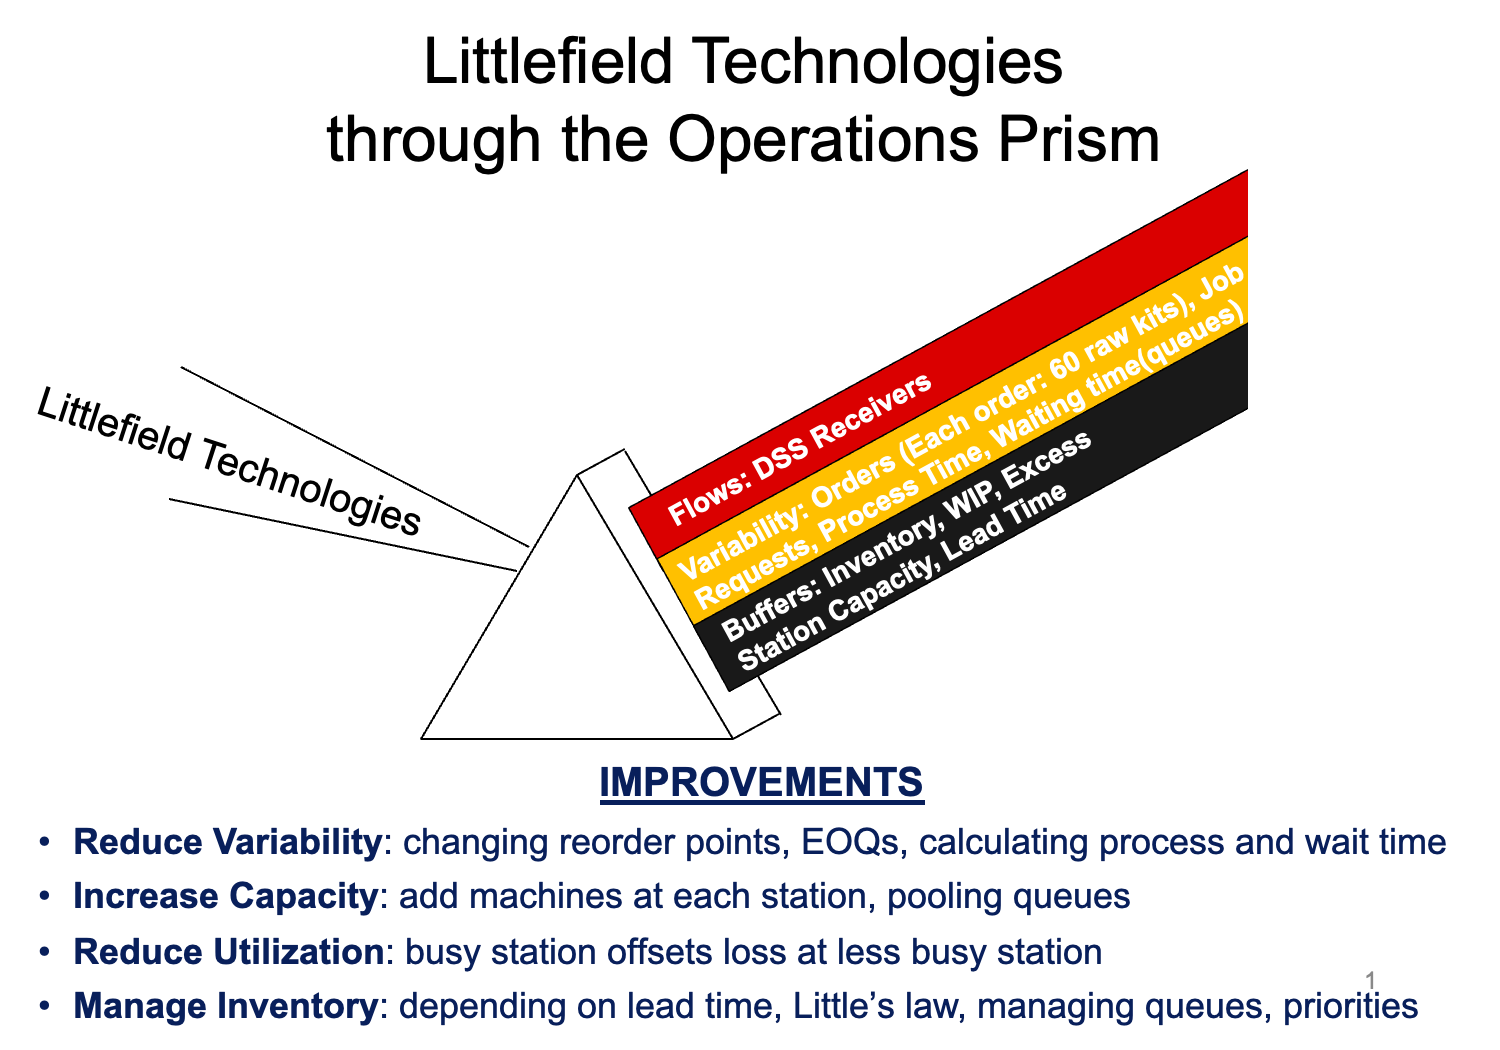 Littlefield Technologies
through the Operations Prism
Littlefield Technologies
Flows: DSS Receivers
Variability: Orders (Each order: 60 raw kits), Job
Requests, Process Time, Waiting time(queues)
Buffers: Inventory, WIP, Excess
Station Capacity, Lead Time
IMPROVEMENTS
• Reduce Variability: changing reorder points, EOQs, calculating process and wait time
• Increase Capacity: add machines at each station, pooling queues
• Reduce Utilization: busy station offsets loss at less busy station
• Manage Inventory: depending on lead time, Little’s law, managing queues, priorities
1